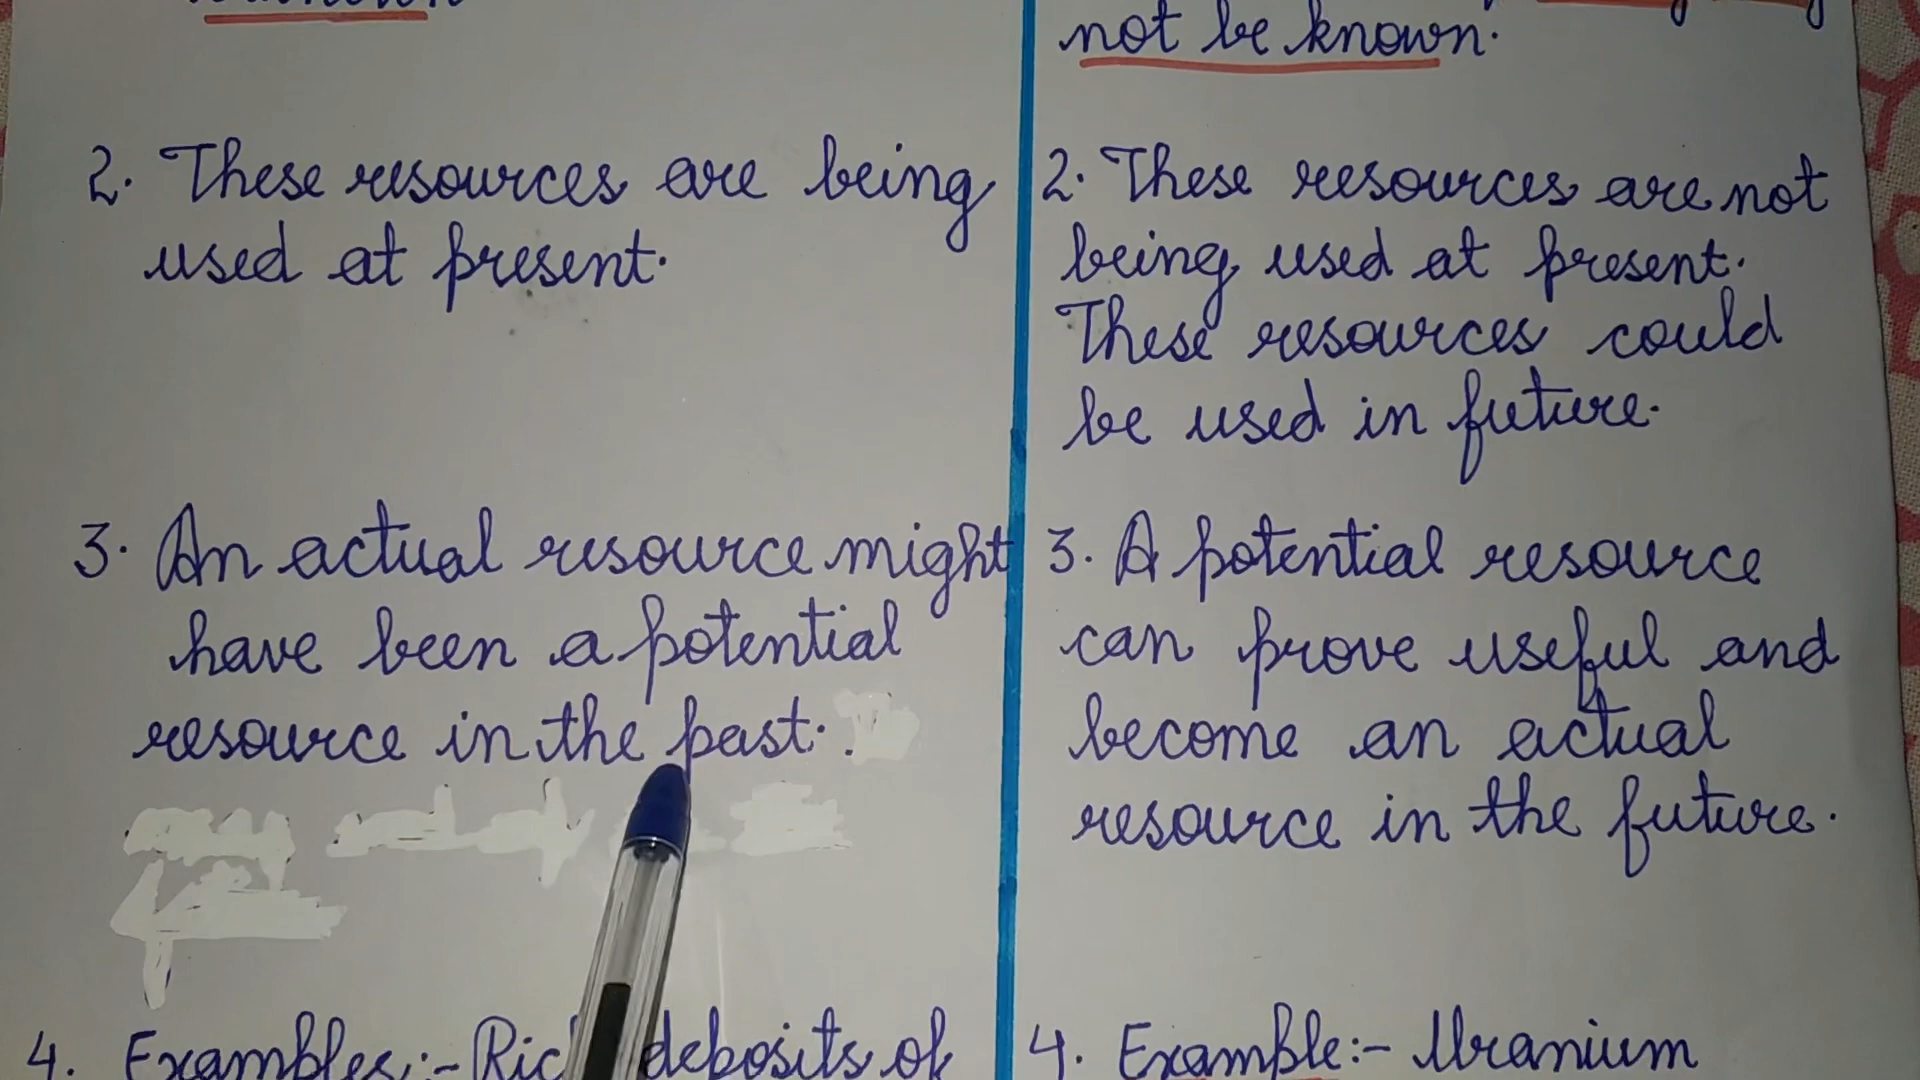 not be known.
2. These resources are being
used at present.
3. An actual resource might
have been a potential
resource in the past.
4. Examples:- Rich deposits of
2. These resources are not
being used at present.
These resources could
be used in future.
3. A potential resource
can prove useful and
become an actual
resource in the future.
4. Example:- Uranium